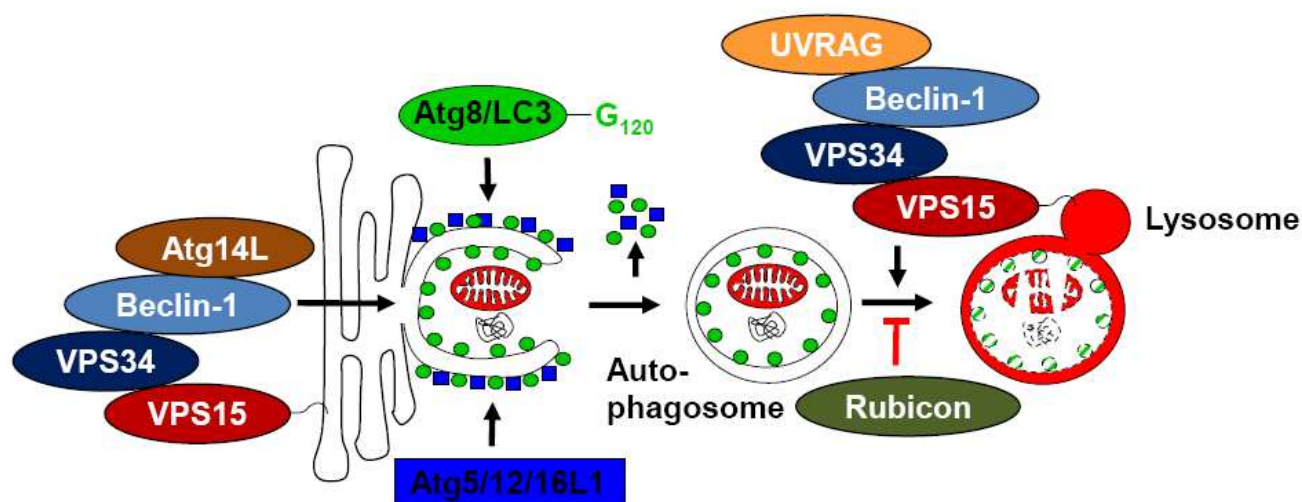 UVRAG
Beclin-1
VPS34
VPS15
Lysosome
Atg8/LC3
G120
Atg14L
Beclin-1
VPS34
VPS15
Auto-
phagosome
Rubicon
Atg5/12/16L1